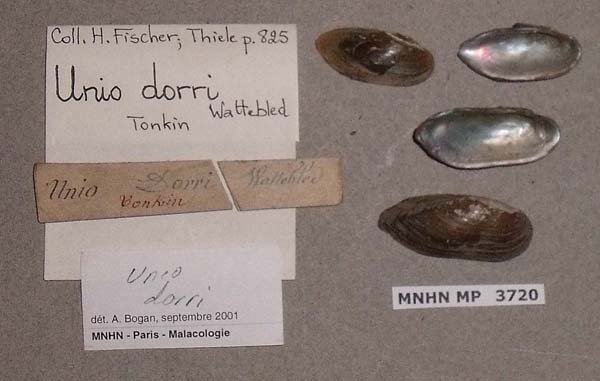 Coll. H. Fischer; Thiele p. 825
Unio dorri
Wattebled
Tonkin
Unio Dorri Wattebled
Tonkin
Unio
dorri
dét. A. Bogan, septembre 2001
MNHN - Paris - Malacologie
MNHN MP 3720